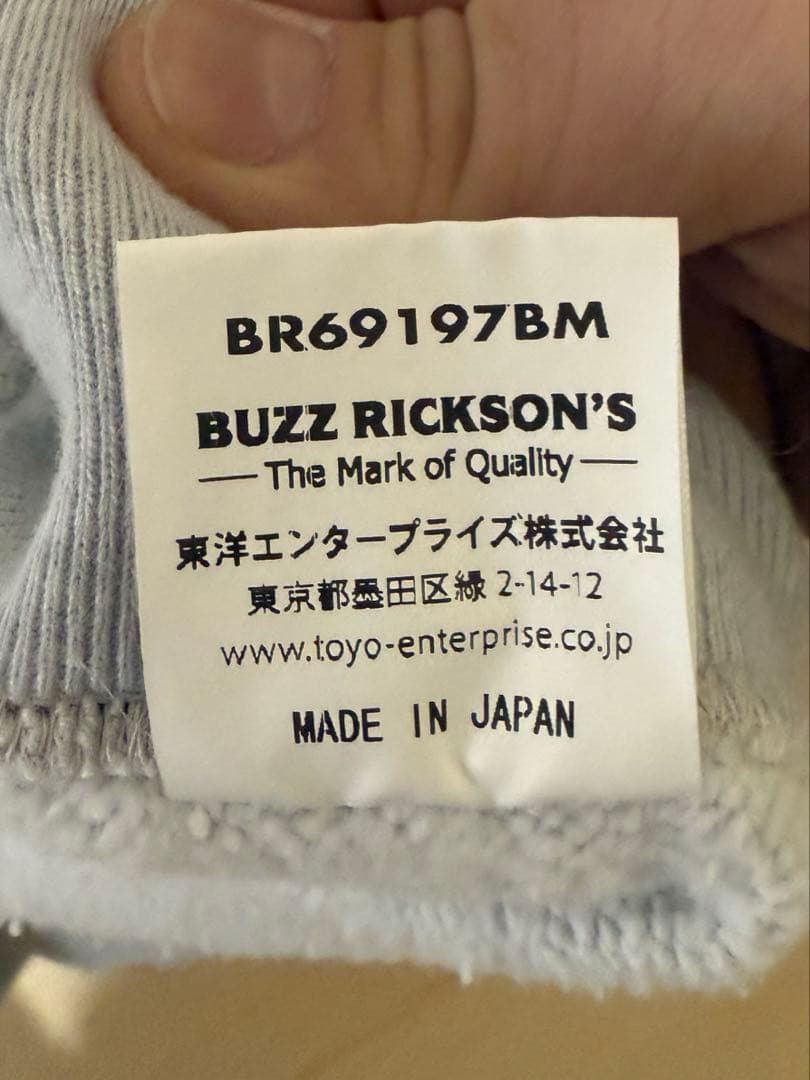 BR69197BM
BUZZ RICKSON'S
The Mark of Quality
東洋エンタープライズ株式会社
東京都墨田区緑 2-14-12
www.toyo-enterprise.co.jp
MADE IN JAPAN